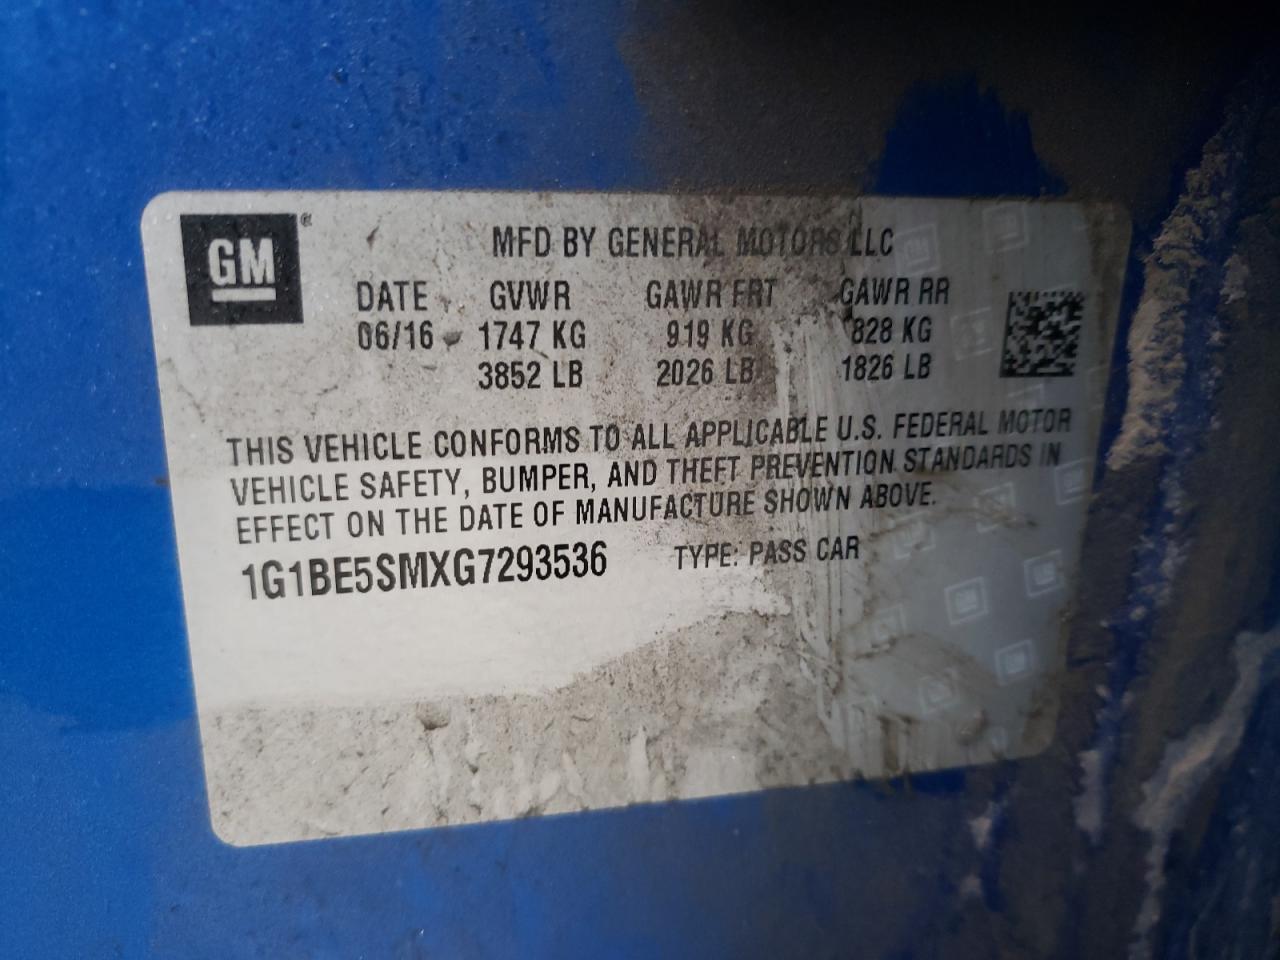 GM ®
MFD BY GENERAL MOTORS LLC
DATE GVWR GAWR FRT GAWR RR
06/16 1747 KG 919 KG 828 KG
3852 LB 2026 LB 1826 LB
THIS VEHICLE CONFORMS TO ALL APPLICABLE U.S. FEDERAL MOTOR
VEHICLE SAFETY, BUMPER, AND THEFT PREVENTION STANDARDS IN
EFFECT ON THE DATE OF MANUFACTURE SHOWN ABOVE.
1G1BE5SMXG7293536 TYPE: PASS CAR